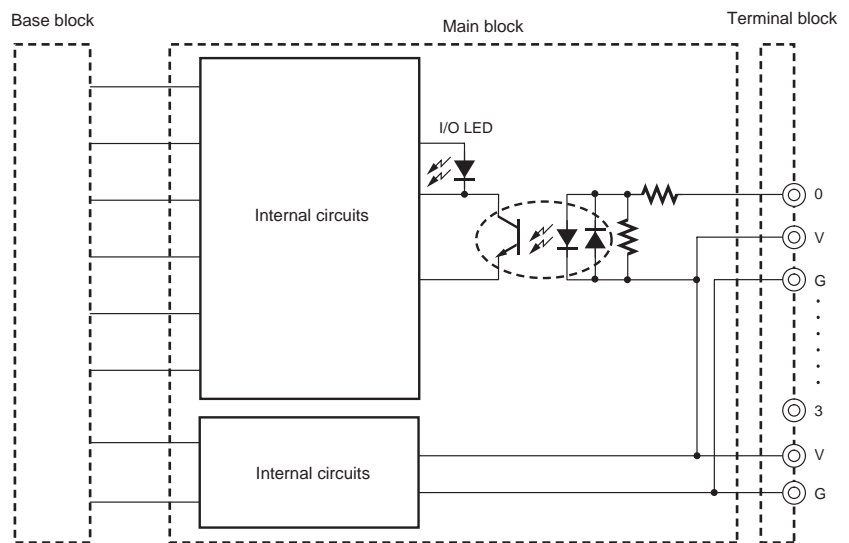 Base block
Main block
Terminal block
I/O LED
Internal circuits
0
V
G
3
Internal circuits
V
G